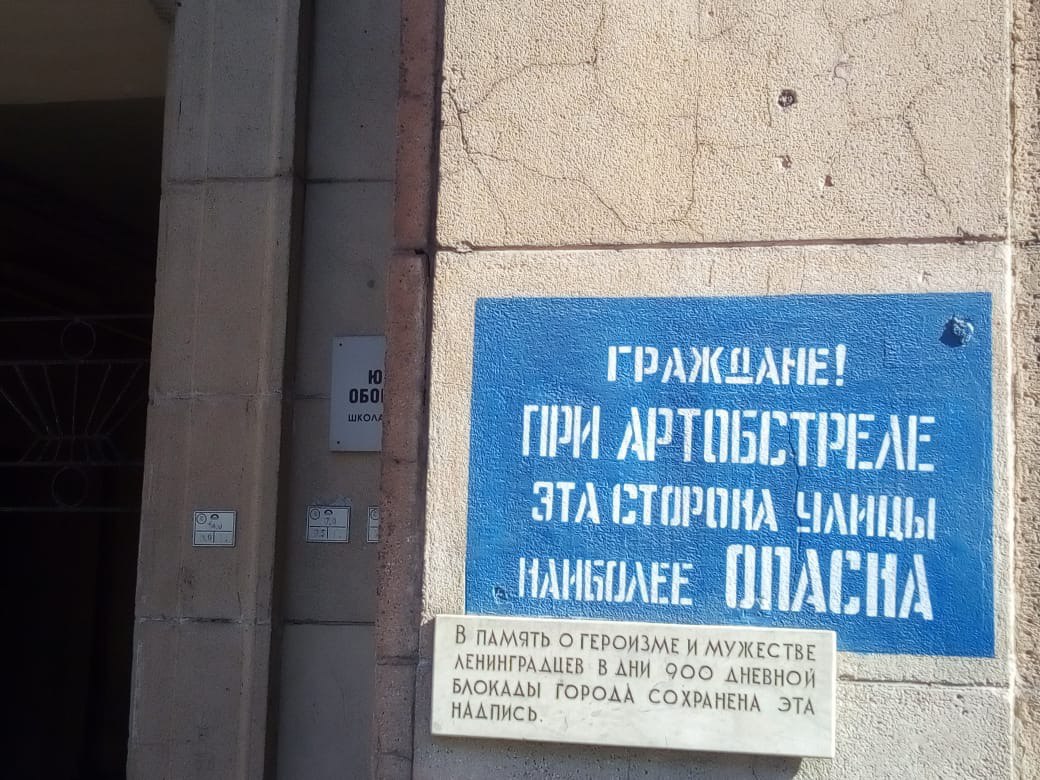 ГРАЖДАНЕ!
ПРИ АРТОБСТРЕЛЕ
ЭТА СТОРОНА УЛИЦЫ
НАИБОЛЕЕ ОПАСНА
В ПАМЯТЬ О ГЕРОИЗМЕ И МУЖЕСТВЕ
ЛЕНИНГРАДЦЕВ В ДНИ 900 ДНЕВНОЙ
БЛОКАДЫ ГОРОДА СОХРАНЕНА ЭТА
НАДПИСЬ.
ШКОЛА